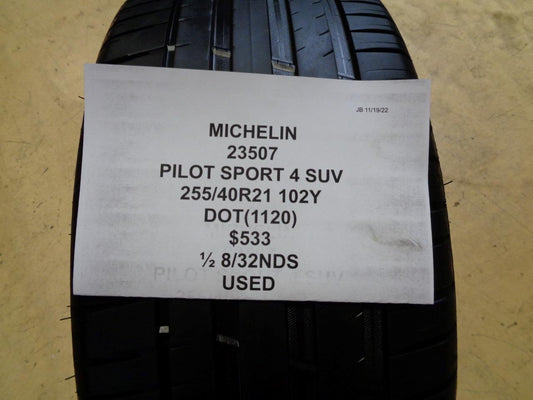 JB 11/19/22
MICHELIN
23507
PILOT SPORT 4 SUV
255/40R21 102Y
DOT(1120)
$533
½ 8/32NDS
USED